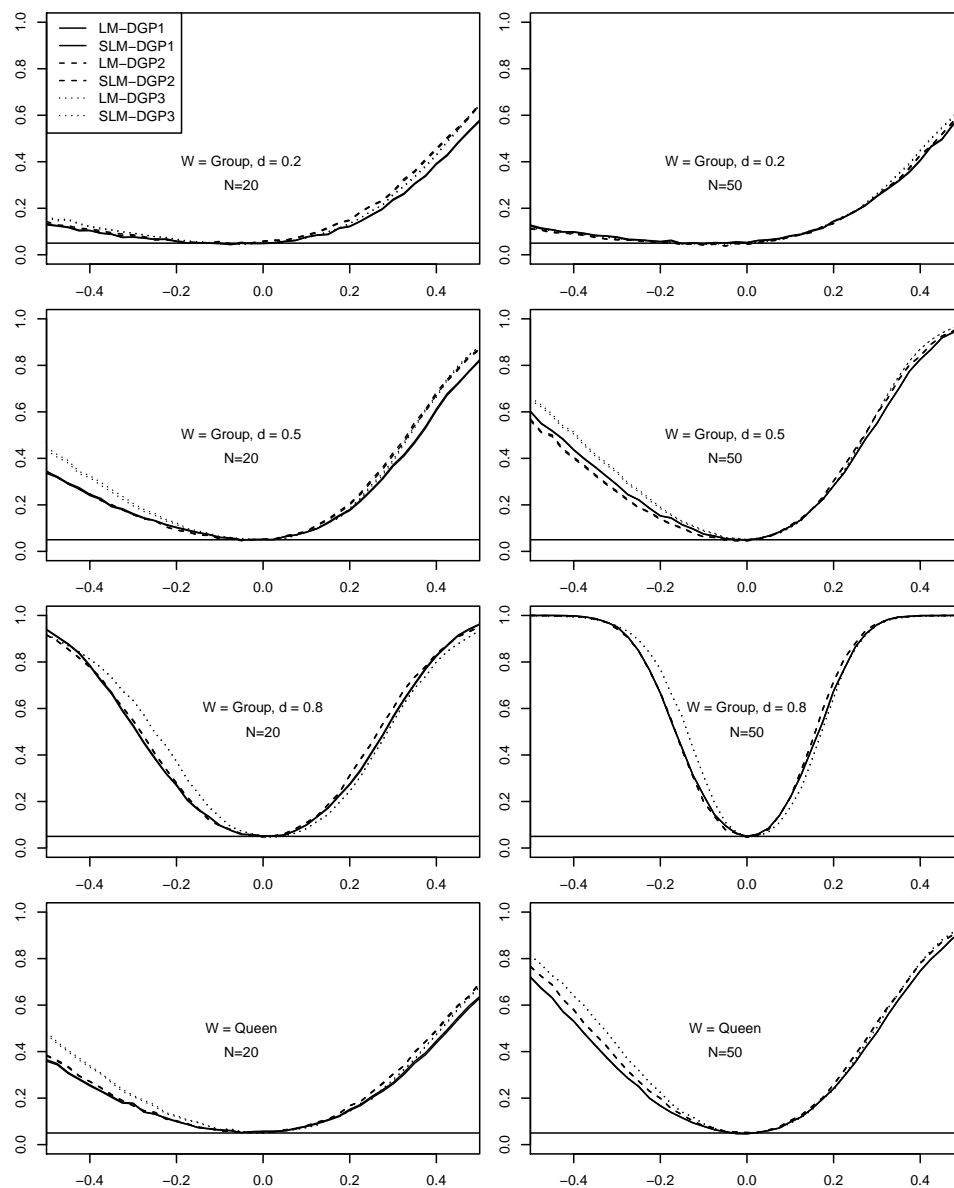 LM−DGP1
SLM−DGP1
LM−DGP2
SLM−DGP2
LM−DGP3
SLM−DGP3
W = Group, d = 0.2
N=20
0.0 0.2 0.4 0.6 0.8 1.0
−0.4 −0.2 0.0 0.2 0.4
W = Group, d = 0.2
N=50
0.0 0.2 0.4 0.6 0.8 1.0
−0.4 −0.2 0.0 0.2 0.4
W = Group, d = 0.5
N=20
0.0 0.2 0.4 0.6 0.8 1.0
−0.4 −0.2 0.0 0.2 0.4
W = Group, d = 0.5
N=50
0.0 0.2 0.4 0.6 0.8 1.0
−0.4 −0.2 0.0 0.2 0.4
W = Group, d = 0.8
N=20
0.0 0.2 0.4 0.6 0.8 1.0
−0.4 −0.2 0.0 0.2 0.4
W = Group, d = 0.8
N=50
0.0 0.2 0.4 0.6 0.8 1.0
−0.4 −0.2 0.0 0.2 0.4
W = Queen
N=20
0.0 0.2 0.4 0.6 0.8 1.0
−0.4 −0.2 0.0 0.2 0.4
W = Queen
N=50
0.0 0.2 0.4 0.6 0.8 1.0
−0.4 −0.2 0.0 0.2 0.4